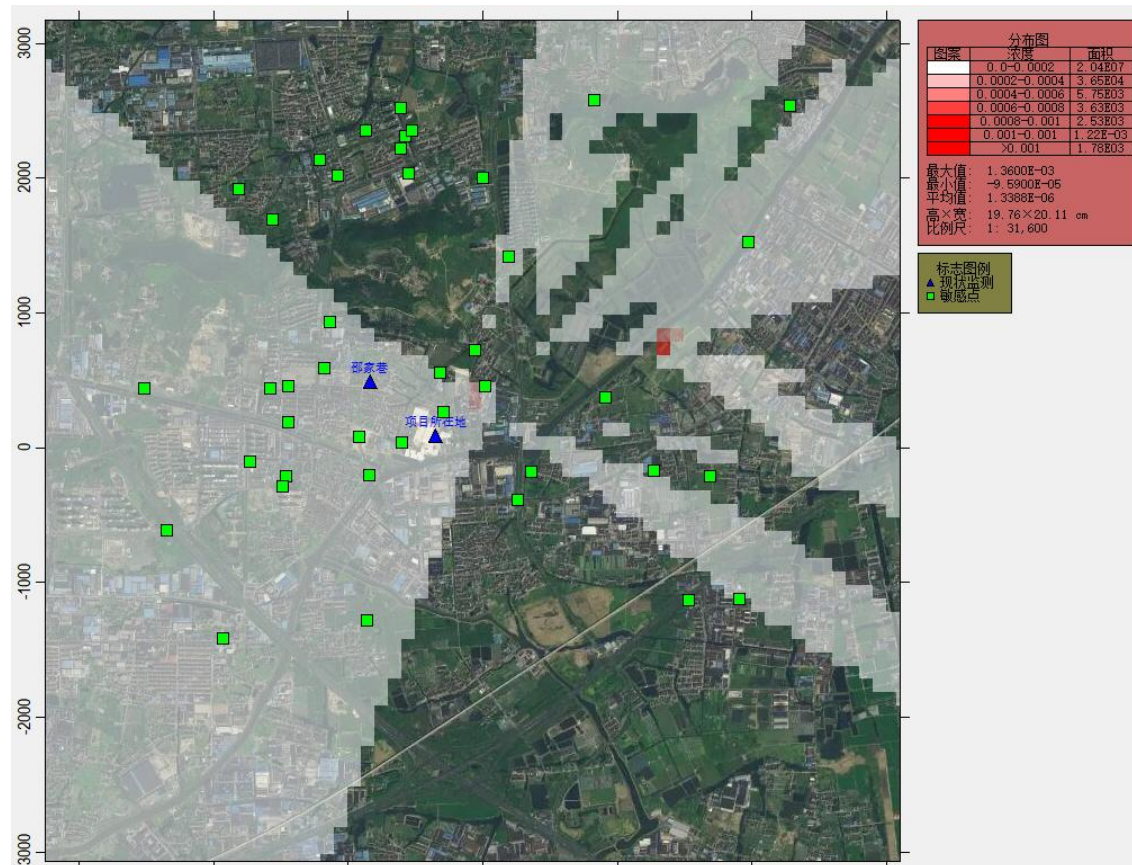 3000
2000
1000
0
-1000
-2000
-3000
邵家巷
项目所在地
分布图
图案 浓度 面积
0.0-0.0002 2.04E07
0.0002-0.0004 3.65E04
0.0004-0.0006 5.75E03
0.0006-0.0008 3.63E03
0.0008-0.001 2.53E03
0.001-0.001 1.22E-03
>0.001 1.78E03
最大值: 1.3600E-03
最小值: -9.5900E-05
平均值: 1.3388E-06
高×宽: 19.76×20.11 cm
比例尺: 1: 31,600
标志图例
现状监测
敏感点